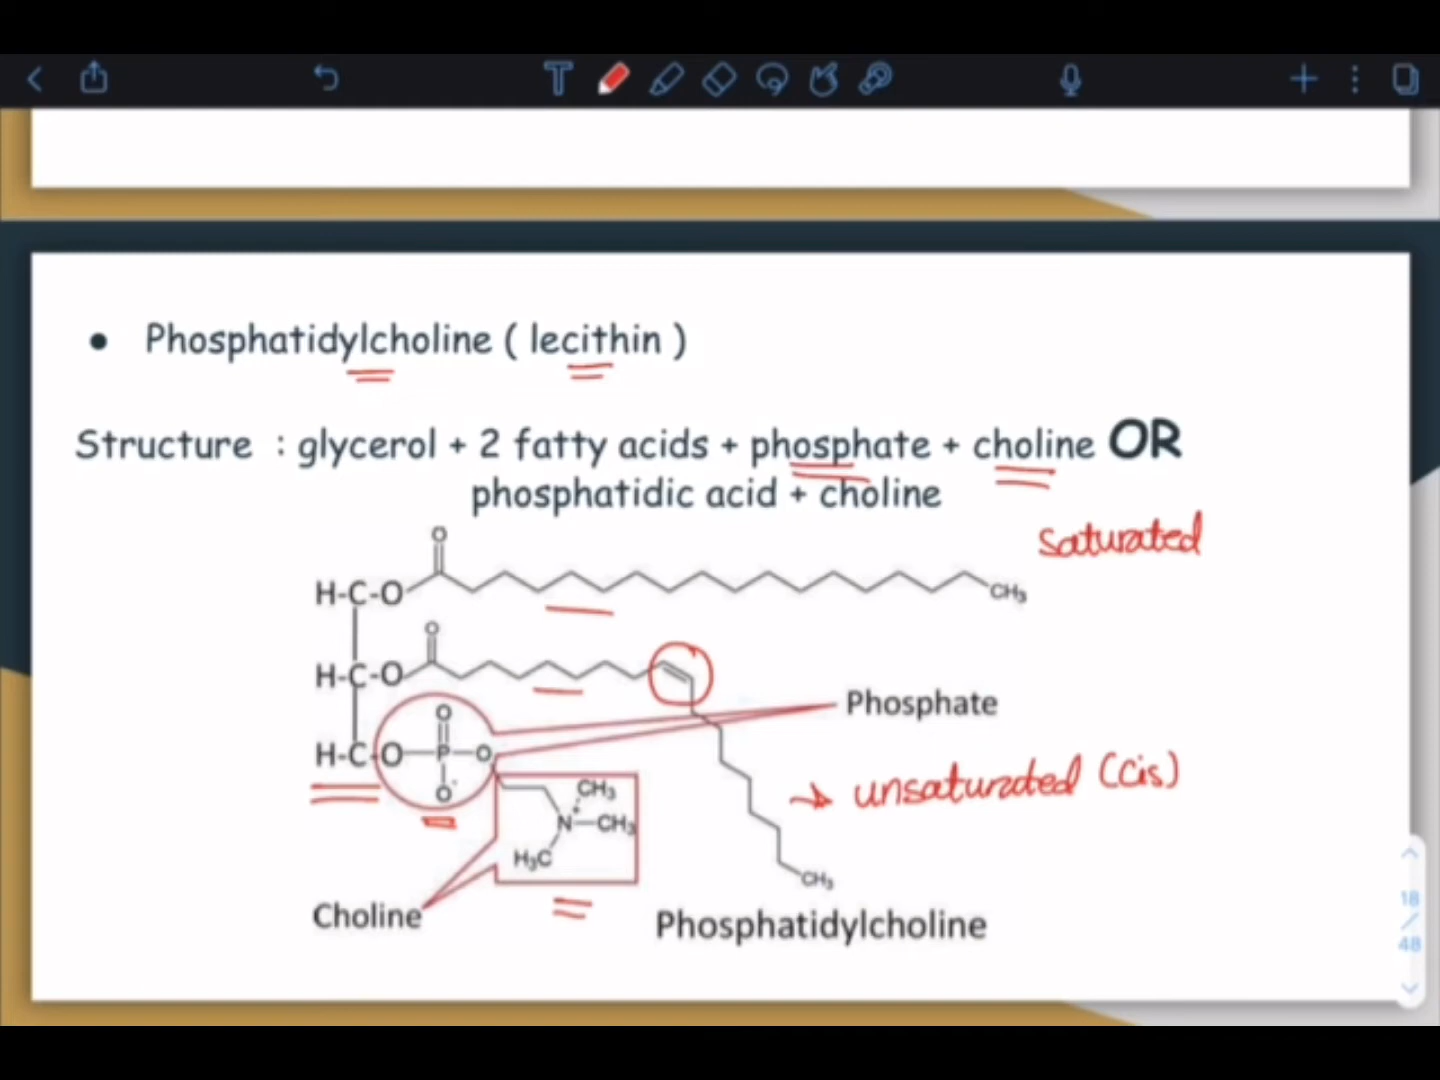 Phosphatidylcholine ( lecithin )
Structure : glycerol + 2 fatty acids + phosphate + choline OR
phosphatidic acid + choline
saturated
O
H-C-O
CH₃
O
H-C-O
Phosphate
O
H-C-O-P-O
O⁻
CH₃
N⁺-CH₃
H₃C
→ unsaturated (cis)
CH₃
Choline
Phosphatidylcholine
18
/
48